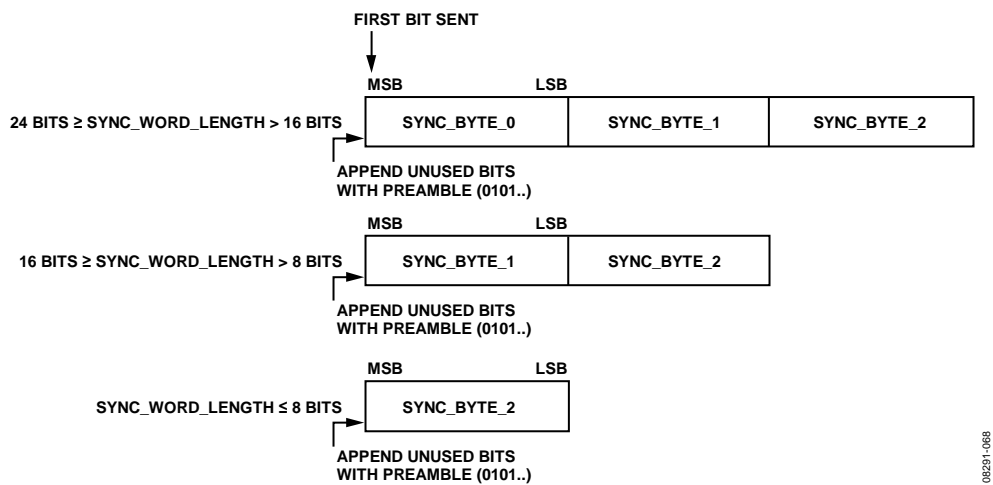 FIRST BIT SENT
MSB LSB
24 BITS ≥ SYNC_WORD_LENGTH > 16 BITS SYNC_BYTE_0 SYNC_BYTE_1 SYNC_BYTE_2
APPEND UNUSED BITS
WITH PREAMBLE (0101..)
MSB LSB
16 BITS ≥ SYNC_WORD_LENGTH > 8 BITS SYNC_BYTE_1 SYNC_BYTE_2
APPEND UNUSED BITS
WITH PREAMBLE (0101..)
MSB LSB
SYNC_WORD_LENGTH ≤ 8 BITS SYNC_BYTE_2
APPEND UNUSED BITS
WITH PREAMBLE (0101..)
08291-068